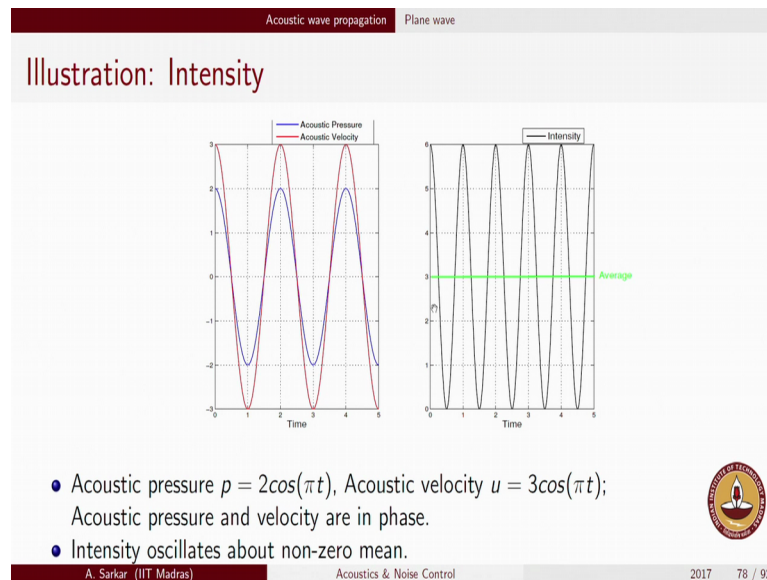 Acoustic wave propagation Plane wave
Illustration: Intensity
Acoustic Pressure
Acoustic Velocity
3
2
1
0
−1
−2
−3
0 1 2 3 4 5
Time
Intensity
6
5
4
3
2
1
0
Average
0 1 2 3 4 5
Time
Acoustic pressure p = 2cos(πt), Acoustic velocity u = 3cos(πt);
Acoustic pressure and velocity are in phase.
Intensity oscillates about non-zero mean.
A. Sarkar (IIT Madras) Acoustics & Noise Control 2017 78 / 9